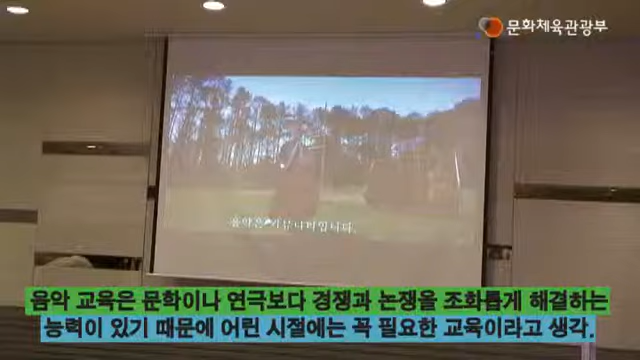 문화체육관광부
음악은
음악 교육은 문학이나 연극보다 경쟁과 논쟁을 조화롭게 해결하는
능력이 있기 때문에 어린 시절에는 꼭 필요한 교육이라고 생각.